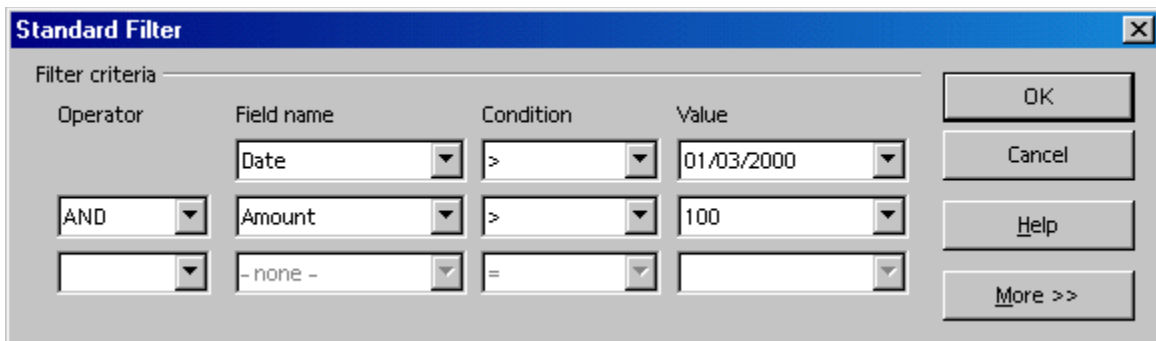 Standard Filter
Filter criteria
Operator Field name Condition Value
Date > 01/03/2000
AND Amount > 100
- none - =
OK
Cancel
Help
More >>